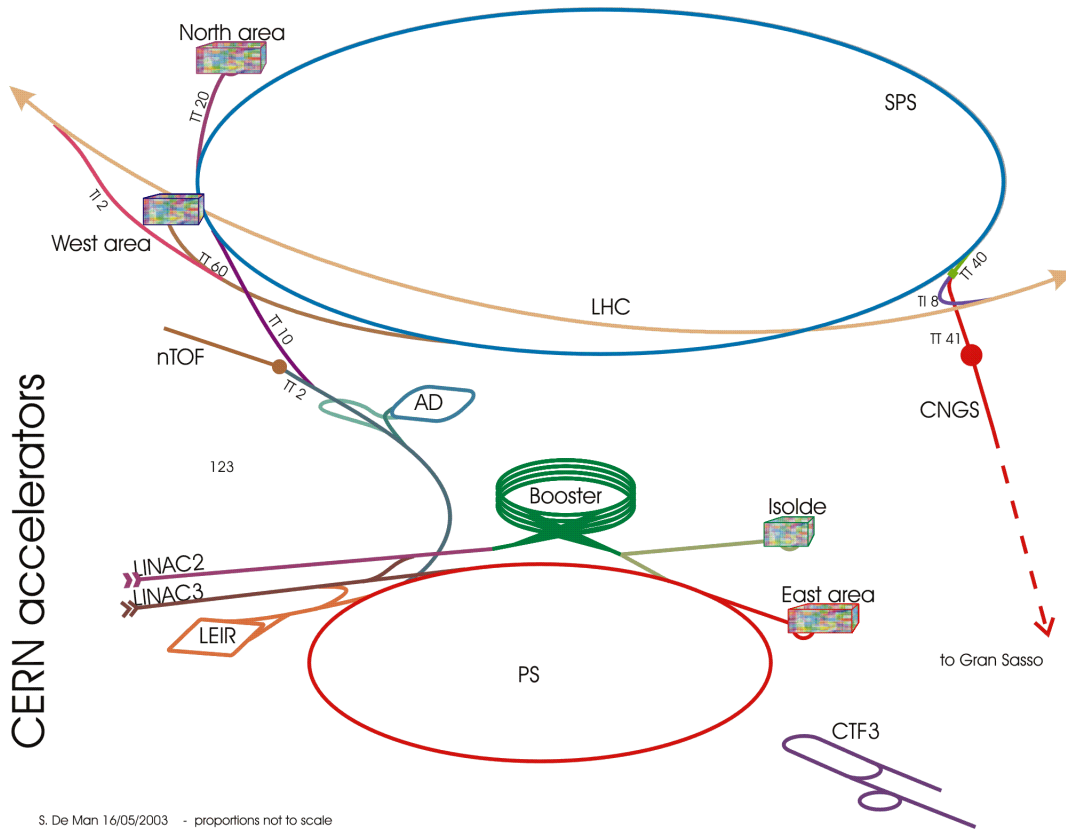 North area
TT 20
SPS
TI 2
West area
TT 60
TT 40
TI 8
LHC
TT 10
TT 41
nTOF
TT 2
AD
CNGS
123
Booster
Isolde
LINAC2
LINAC3
East area
LEIR
PS
to Gran Sasso
CTF3
CERN accelerators
S. De Man 16/05/2003 - proportions not to scale